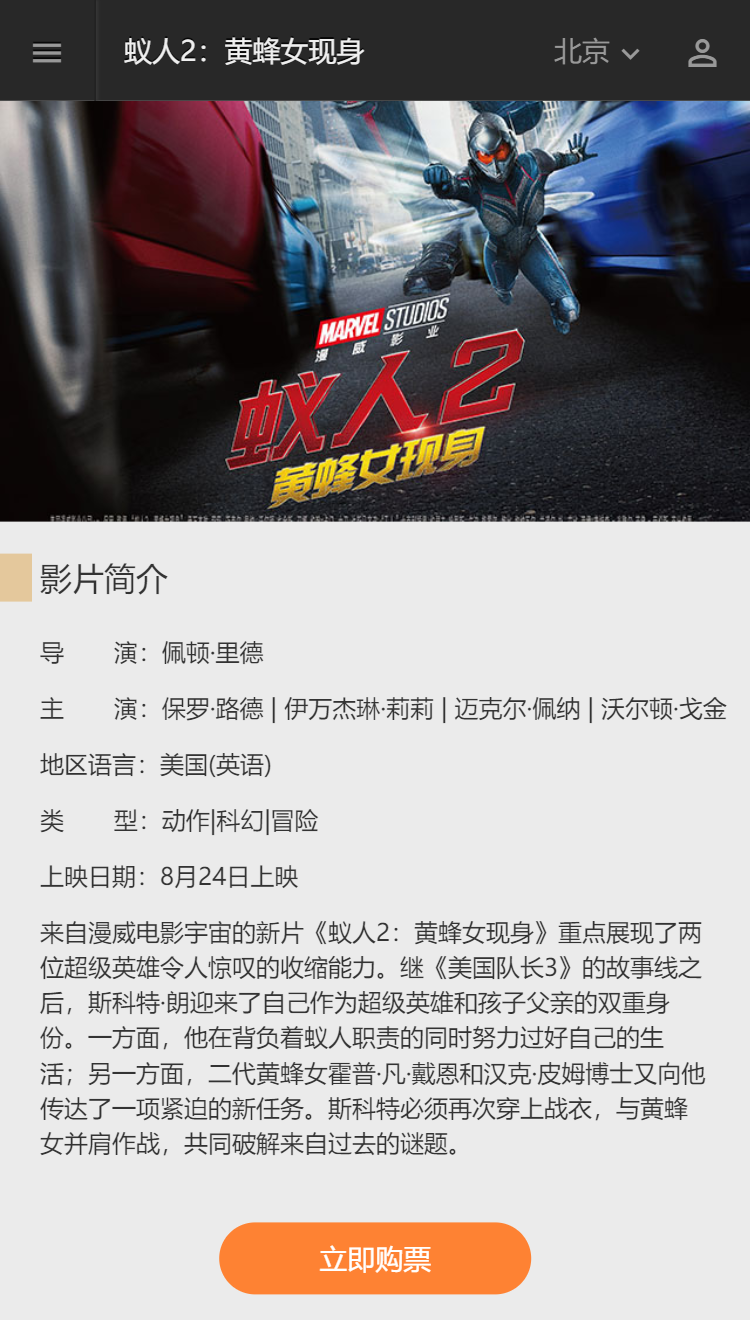 蚁人2：黄蜂女现身
北京
MARVEL STUDIOS
漫威影业
蚁人2
黄蜂女现身
影片简介
导 演：佩顿·里德
主 演：保罗·路德 | 伊万杰琳·莉莉 | 迈克尔·佩纳 | 沃尔顿·戈金
地区语言：美国(英语)
类 型：动作|科幻|冒险
上映日期：8月24日上映
来自漫威电影宇宙的新片《蚁人2：黄蜂女现身》重点展现了两
位超级英雄令人惊叹的收缩能力。继《美国队长3》的故事线之
后，斯科特·朗迎来了自己作为超级英雄和孩子父亲的双重身
份。一方面，他在背负着蚁人职责的同时努力过好自己的生
活；另一方面，二代黄蜂女霍普·凡·戴恩和汉克·皮姆博士又向他
传达了一项紧迫的新任务。斯科特必须再次穿上战衣，与黄蜂
女并肩作战，共同破解来自过去的谜题。
立即购票